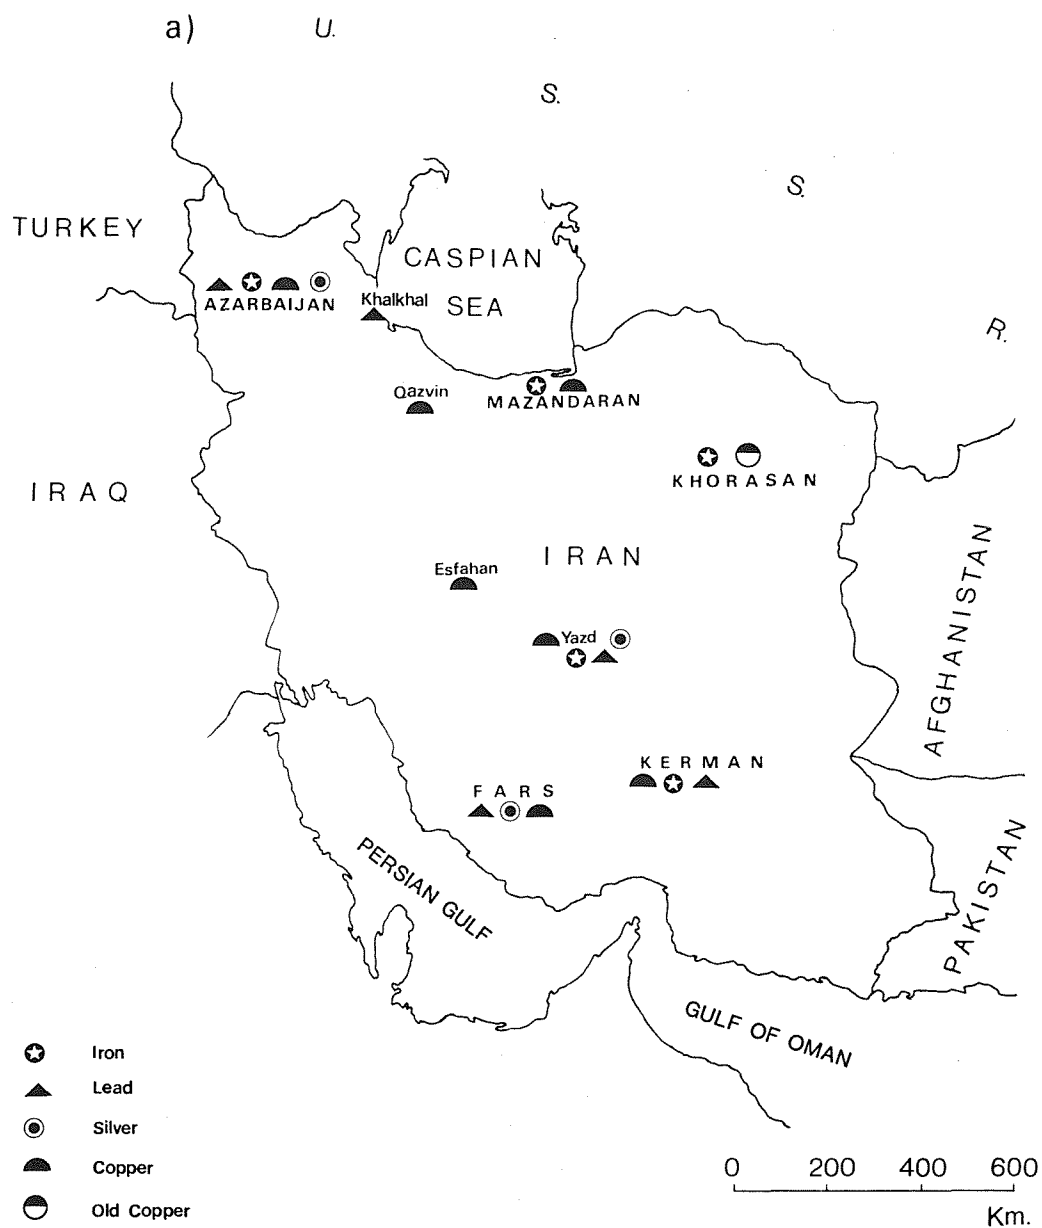 a)
U.
S.
S.
R.
TURKEY
CASPIAN
SEA
AZARBAIJAN
Khalkhal
Qazvin
MAZANDARAN
KHORASAN
IRAQ
IRAN
Esfahan
Yazd
AFGHANISTAN
KERMAN
FARS
PERSIAN GULF
PAKISTAN
GULF OF OMAN
Iron
Lead
Silver
Copper
Old Copper
0 200 400 600
Km.